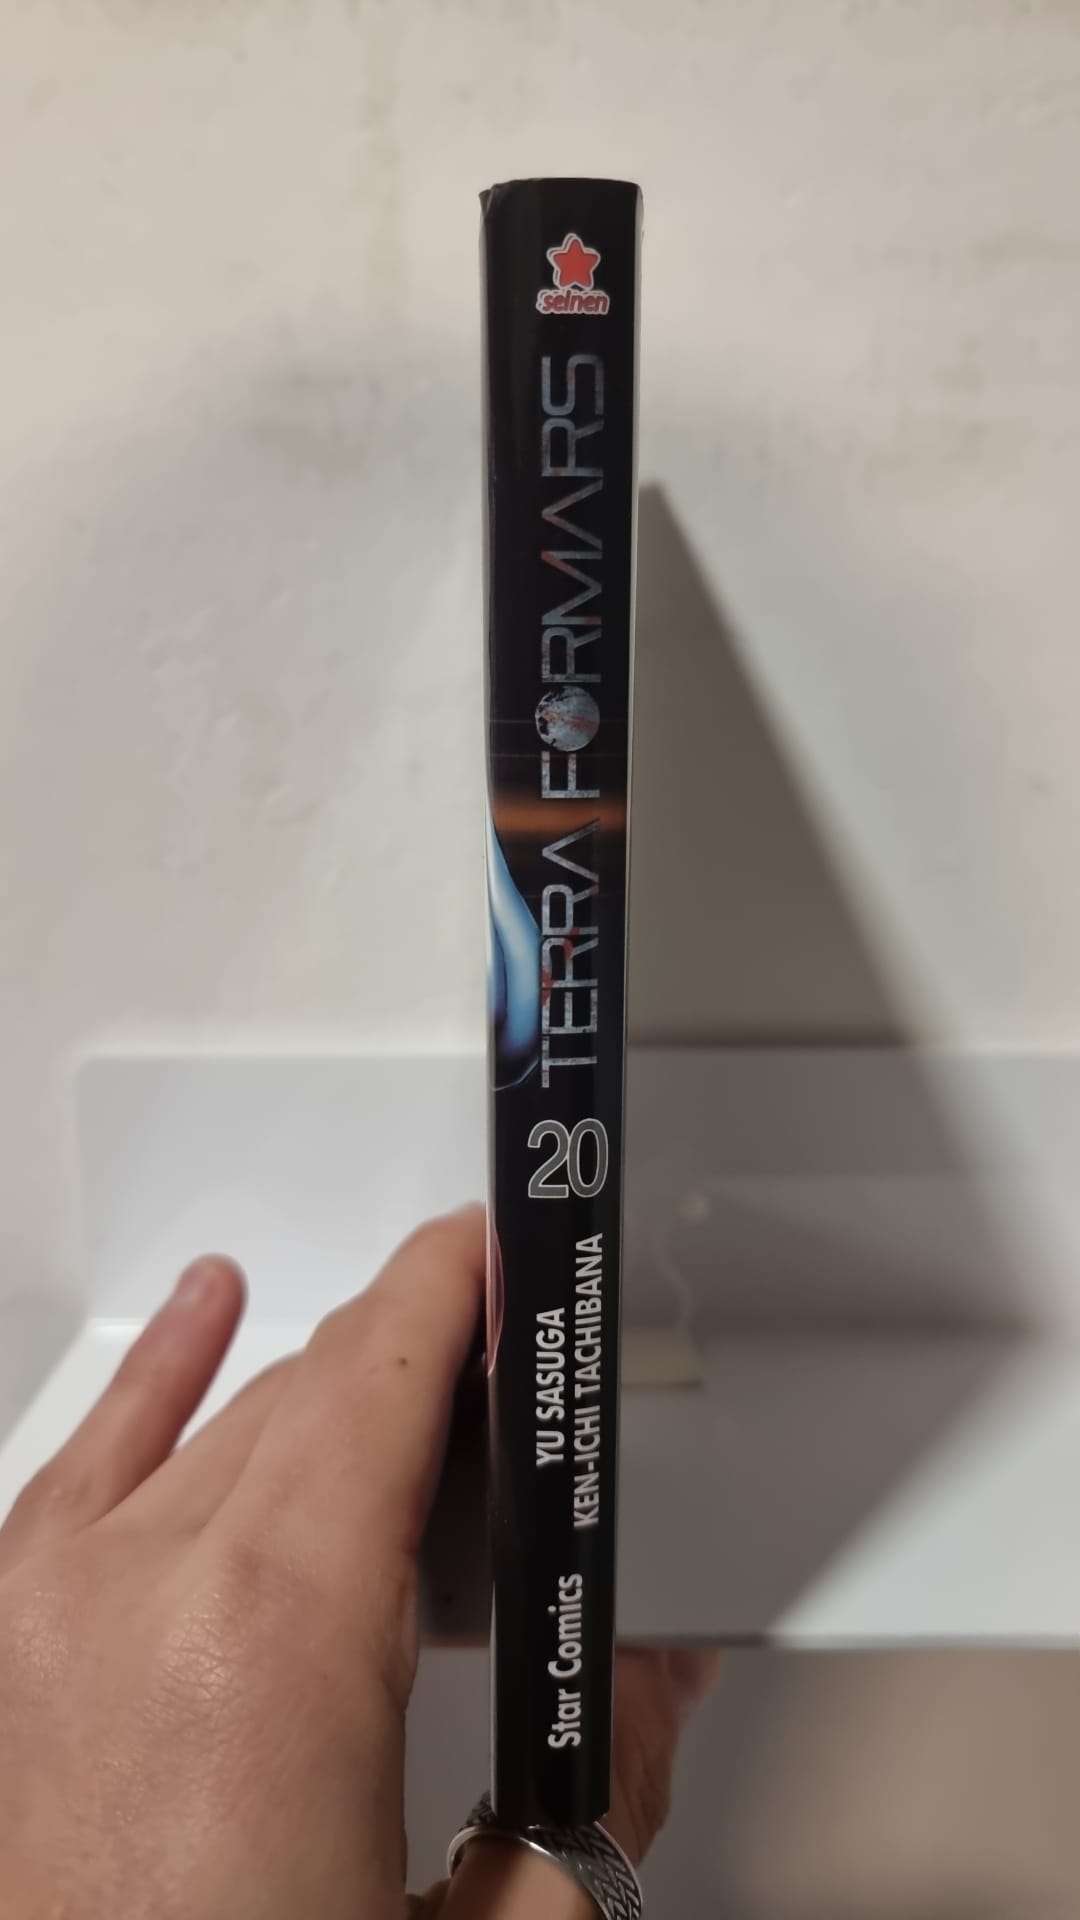 seinen
TERRA FORMARS
20
YU SASUGA
KEN-ICHI TACHIBANA
Star Comics